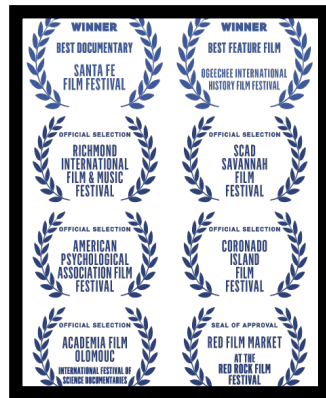 WINNER
BEST DOCUMENTARY
SANTA FE
FILM FESTIVAL
WINNER
BEST FEATURE FILM
OGEECHEE INTERNATIONAL
HISTORY FILM FESTIVAL
OFFICIAL SELECTION
RICHMOND
INTERNATIONAL
FILM & MUSIC
FESTIVAL
OFFICIAL SELECTION
SCAD
SAVANNAH
FILM
FESTIVAL
OFFICIAL SELECTION
AMERICAN
PSYCHOLOGICAL
ASSOCIATION FILM
FESTIVAL
OFFICIAL SELECTION
CORONADO
ISLAND
FILM
FESTIVAL
OFFICIAL SELECTION
ACADEMIA FILM
OLOMOUC
INTERNATIONAL FESTIVAL OF
SCIENCE DOCUMENTARIES
SEAL OF APPROVAL
RED FILM MARKET
AT THE
RED ROCK FILM
FESTIVAL